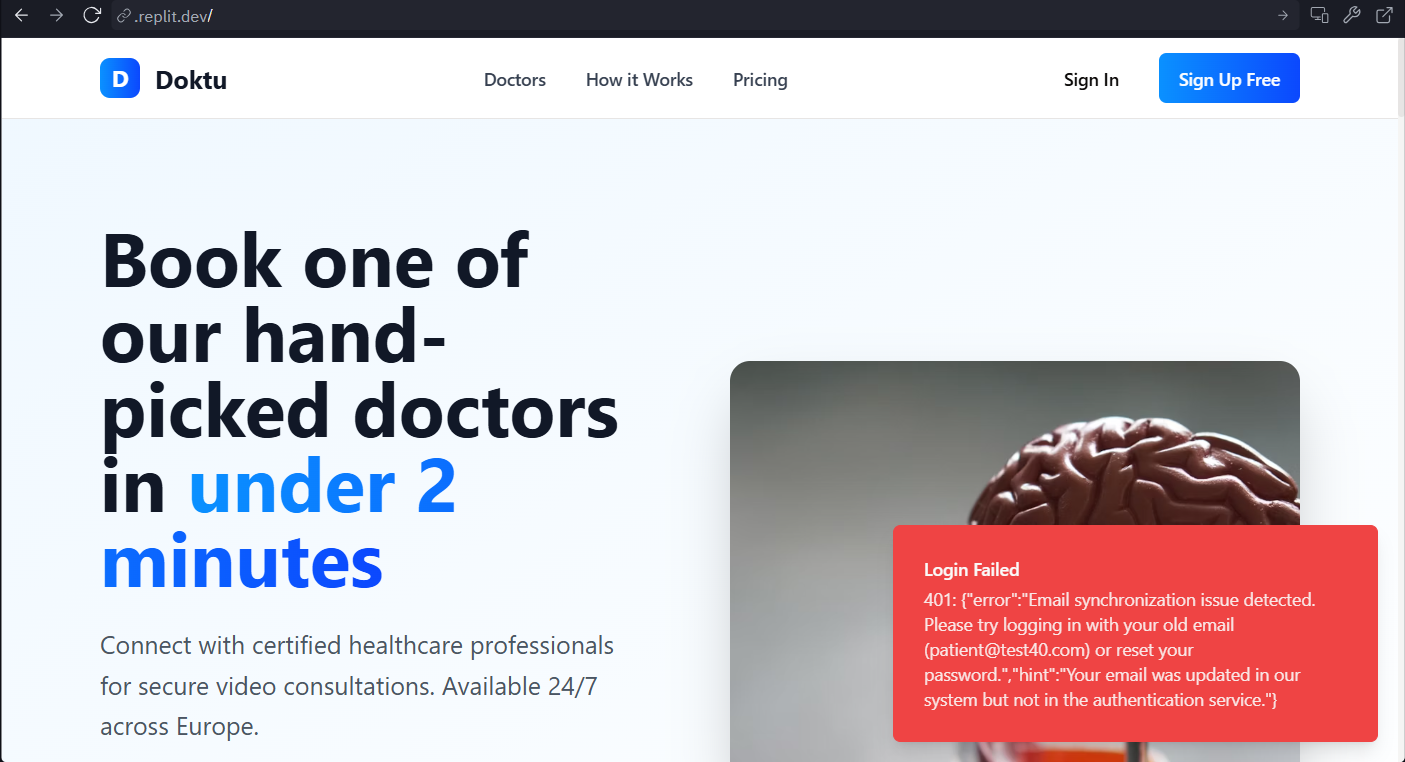 .replit.dev/
D Doktu Doctors How it Works Pricing Sign In Sign Up Free
Book one of
our hand-
picked doctors
in under 2
minutes
Connect with certified healthcare professionals
for secure video consultations. Available 24/7
across Europe.
Login Failed
401: {"error":"Email synchronization issue detected.
Please try logging in with your old email
(patient@test40.com) or reset your
password.","hint":"Your email was updated in our
system but not in the authentication service."}